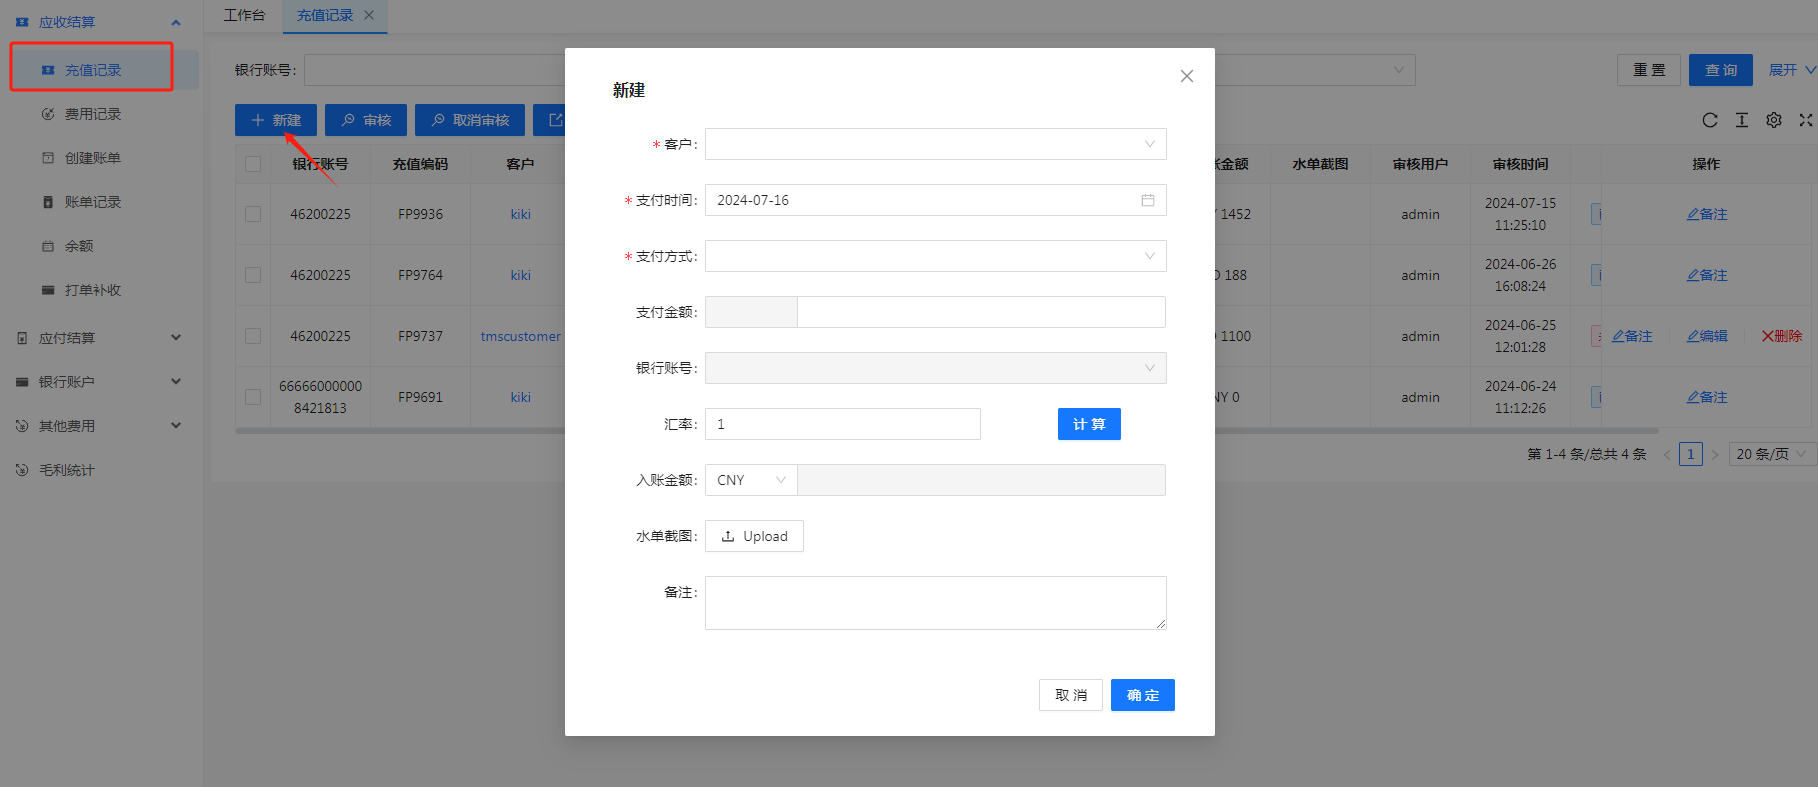 应收结算
充值记录
费用记录
创建账单
账单记录
余额
打单补收
应付结算
银行账户
其他费用
毛利统计
工作台
充值记录
银行账号:
重 置
查 询
展开
新建
审核
取消审核
银行账号
充值编码
客户
金额
水单截图
审核用户
审核时间
操作
46200225
FP9936
kiki
1452
admin
2024-07-15
11:25:10
备注
46200225
FP9764
kiki
188
admin
2024-06-26
16:08:24
备注
46200225
FP9737
tmscustomer
1100
admin
2024-06-25
12:01:28
备注
编辑
删除
66666000000
8421813
FP9691
kiki
NY 0
admin
2024-06-24
11:12:26
备注
第 1-4 条/总共 4 条
1
20 条/页
新建
* 客户:
* 支付时间:
2024-07-16
* 支付方式:
支付金额:
银行账号:
汇率:
1
计 算
入账金额:
CNY
水单截图:
Upload
备注:
取 消
确 定